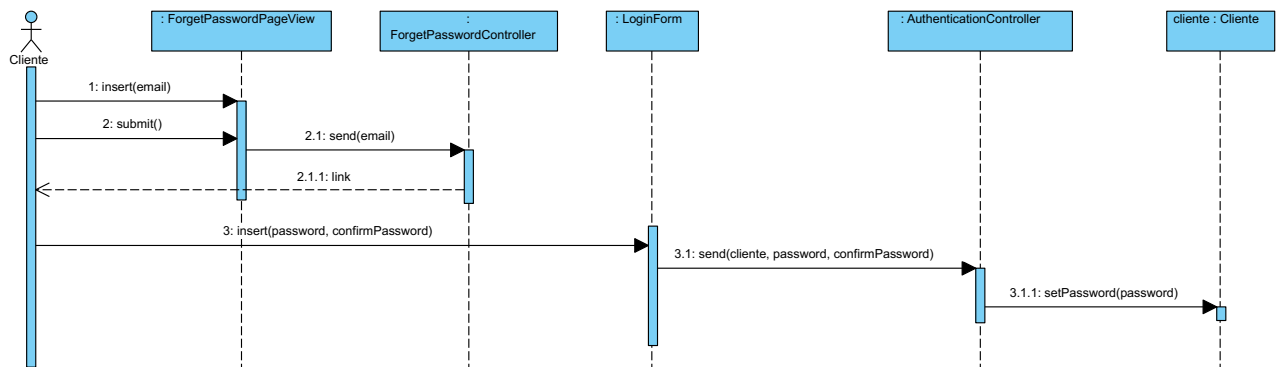 : ForgetPasswordPageView
:
ForgetPasswordController
: LoginForm
: AuthenticationController
cliente : Cliente
Cliente
1: insert(email)
2: submit()
2.1: send(email)
2.1.1: link
3: insert(password, confirmPassword)
3.1: send(cliente, password, confirmPassword)
3.1.1: setPassword(password)